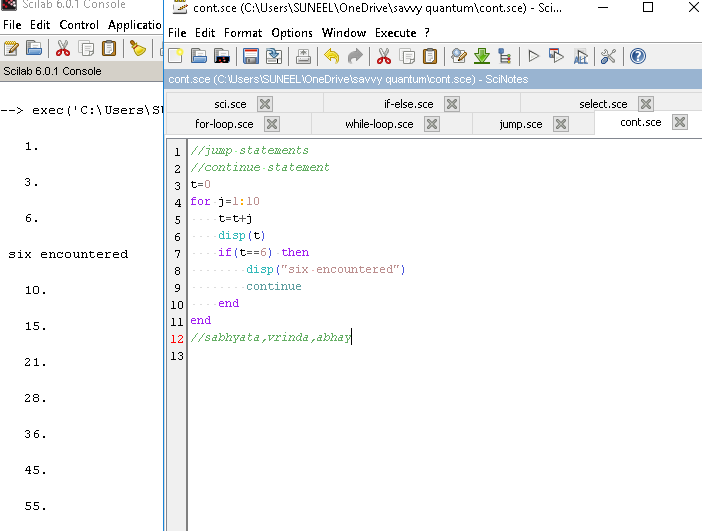 Scilab 6.0.1 Console
File Edit Control Applicatio
Scilab 6.0.1 Console
--> exec('C:\Users\SU
1.
3.
6.
six encountered
10.
15.
21.
28.
36.
45.
55.
cont.sce (C:\Users\SUNEEL\OneDrive\savvy quantum\cont.sce) - Sci...
File Edit Format Options Window Execute ?
cont.sce (C:\Users\SUNEEL\OneDrive\savvy quantum\cont.sce) - SciNotes
sci.sce if-else.sce select.sce
for-loop.sce while-loop.sce jump.sce cont.sce
1 //jump statements
2 //continue statement
3 t=0
4 for j=1:10
5 t=t+j
6 disp(t)
7 if(t==6) then
8 disp("six encountered")
9 continue
10 end
11 end
12 //sabhyata,vrinda,abhay
13